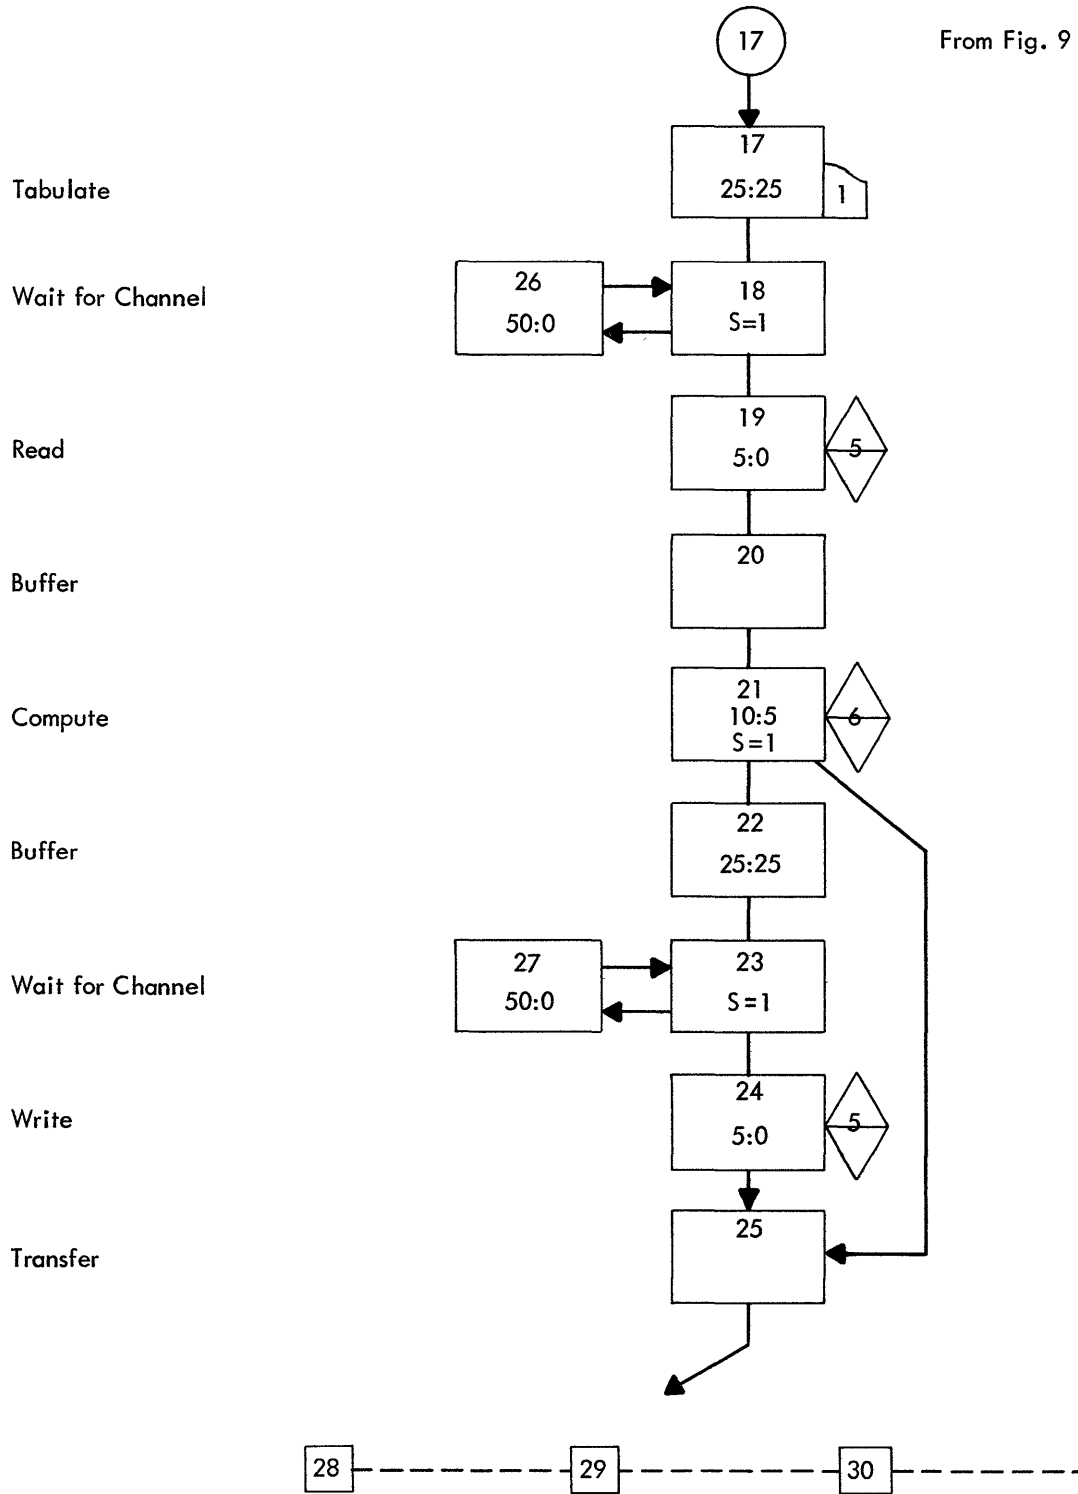 17
From Fig. 9
17
Tabulate
25:25
1
26
Wait for Channel
18
50:0
S=1
19
Read
5:0
5
20
Buffer
21
Compute
10:5
6
S=1
22
Buffer
25:25
27
23
Wait for Channel
50:0
S=1
24
Write
5:0
5
25
Transfer
28
29
30